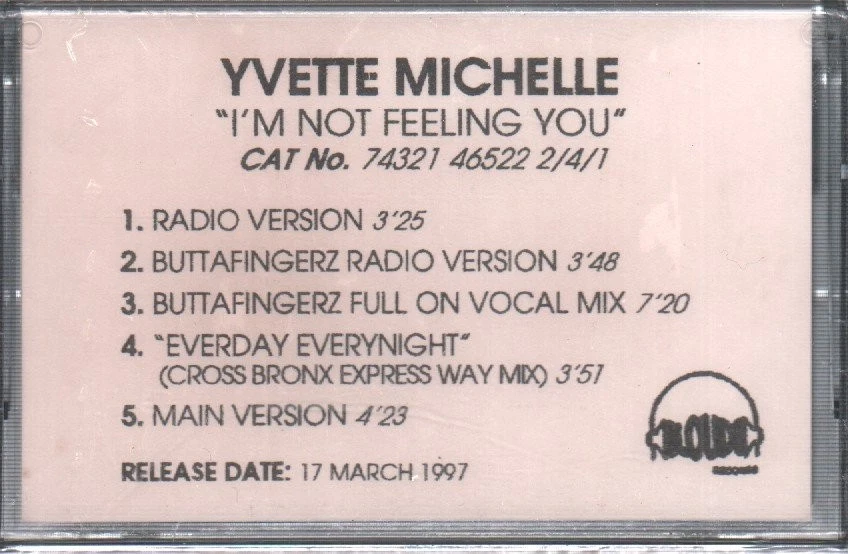 YVETTE MICHELLE
"I'M NOT FEELING YOU"
CAT No. 74321 46522 2/4/1
1. RADIO VERSION 3'25
2. BUTTAFINGERZ RADIO VERSION 3'48
3. BUTTAFINGERZ FULL ON VOCAL MIX 7'20
4. "EVERDAY EVERYNIGHT"
(CROSS BRONX EXPRESS WAY MIX) 3'51
5. MAIN VERSION 4'23
LOUD
RELEASE DATE: 17 MARCH 1997